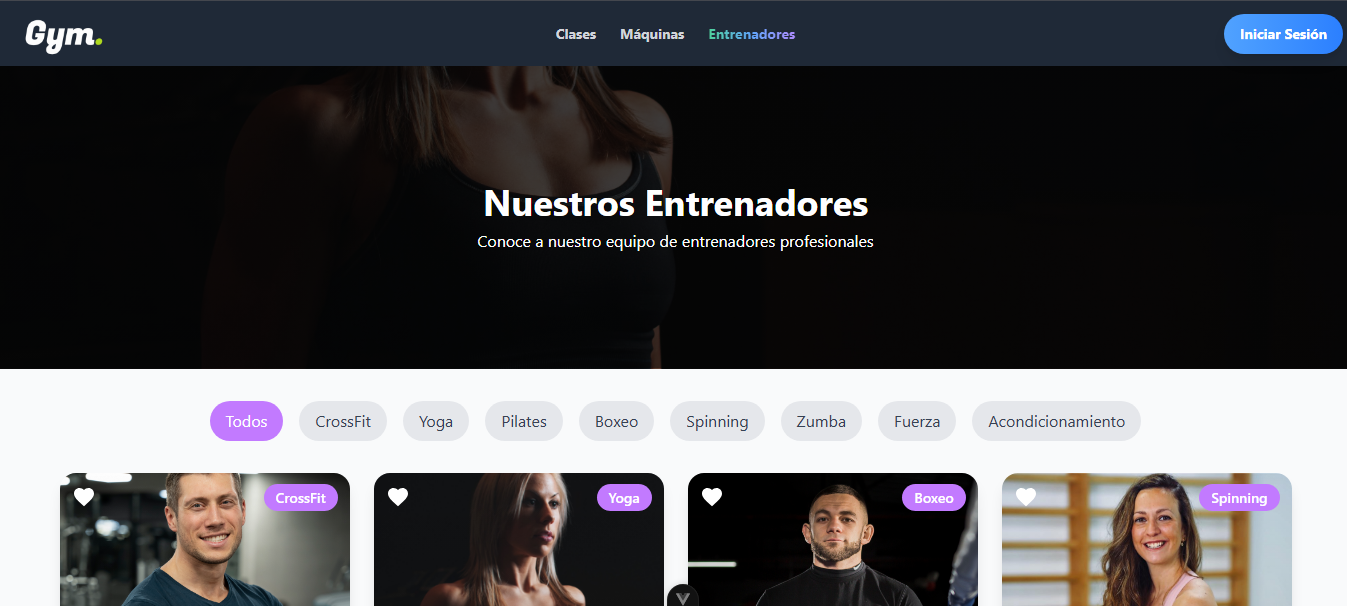 Gym.
Clases Máquinas Entrenadores
Iniciar Sesión
Nuestros Entrenadores
Conoce a nuestro equipo de entrenadores profesionales
Todos CrossFit Yoga Pilates Boxeo Spinning Zumba Fuerza Acondicionamiento
CrossFit
Yoga
Boxeo
Spinning